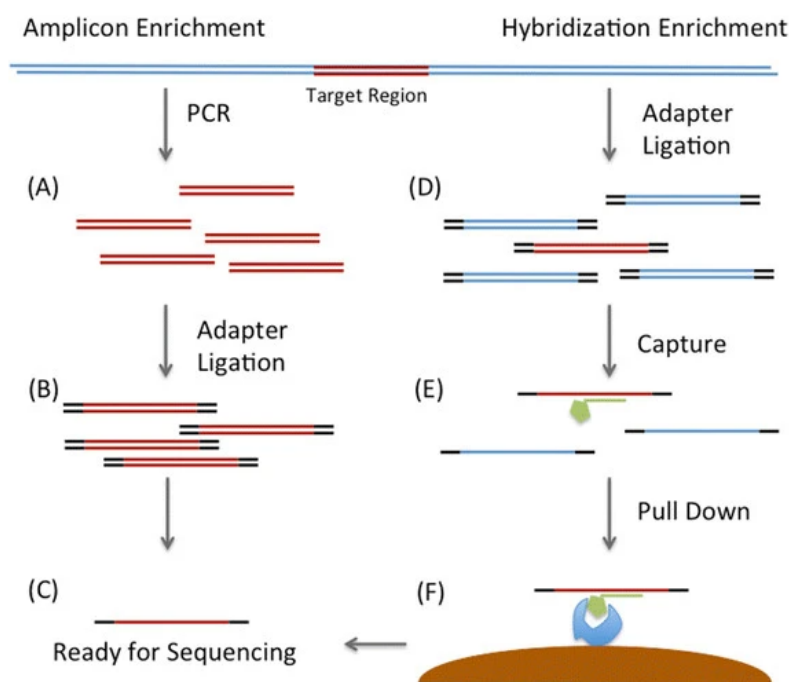 Amplicon Enrichment
Hybridization Enrichment
Target Region
PCR
Adapter
Ligation
(A)
(D)
Adapter
Ligation
Capture
(B)
(E)
Pull Down
(C)
(F)
Ready for Sequencing